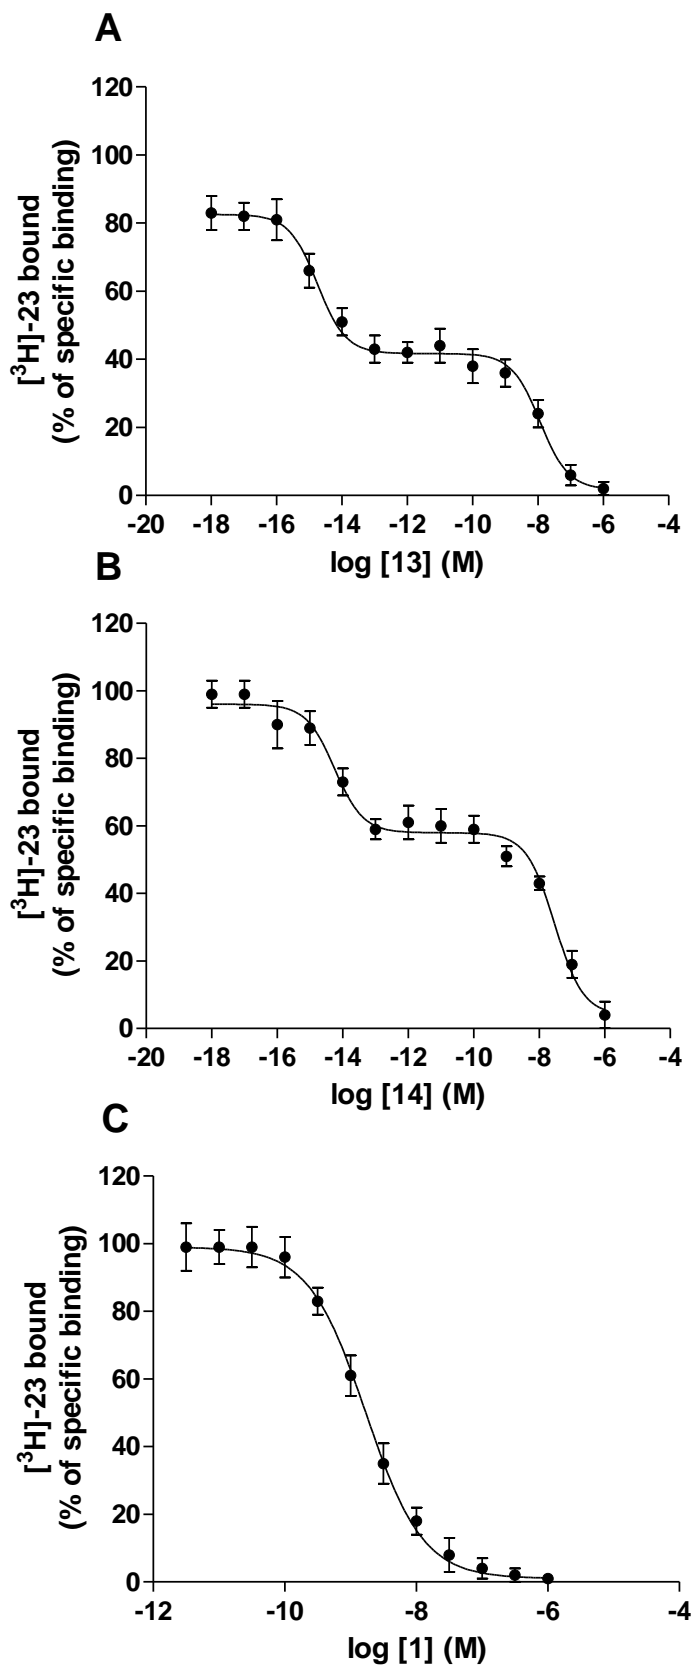 A
120
100
80
60
40
20
0
[³H]-23 bound
(% of specific binding)
-20 -18 -16 -14 -12 -10 -8 -6 -4
log [13] (M)
B
120
100
80
60
40
20
0
[³H]-23 bound
(% of specific binding)
-20 -18 -16 -14 -12 -10 -8 -6 -4
log [14] (M)
C
120
100
80
60
40
20
0
[³H]-23 bound
(% of specific binding)
-12 -10 -8 -6 -4
log [1] (M)